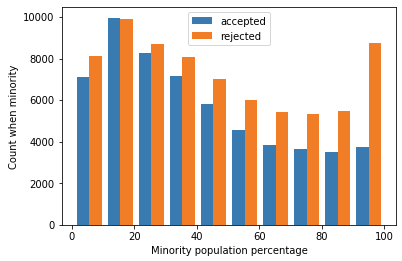 accepted
rejected
Count when minority
10000
8000
6000
4000
2000
0
0 20 40 60 80 100
Minority population percentage